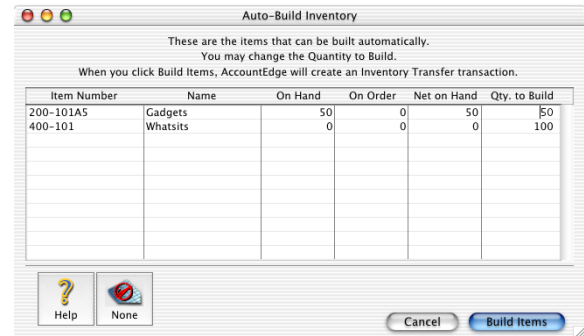 Auto-Build Inventory
These are the items that can be built automatically.
You may change the Quantity to Build.
When you click Build Items, AccountEdge will create an Inventory Transfer transaction.
Item Number Name On Hand On Order Net on Hand Qty. to Build
200-101A5 Gadgets 50 0 50 50
400-101 Whatsits 0 0 0 100
Help None Cancel Build Items